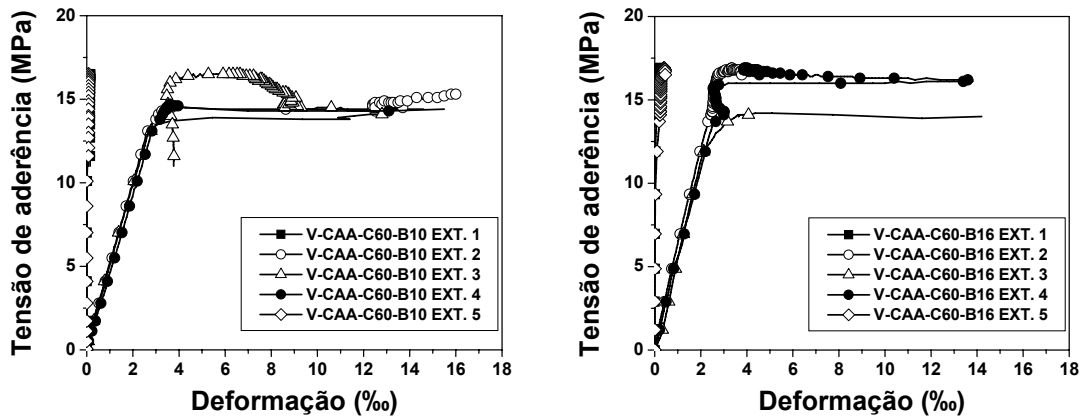 Tensão de aderência (MPa)
20
15
10
5
0
V-CAA-C60-B10 EXT. 1
V-CAA-C60-B10 EXT. 2
V-CAA-C60-B10 EXT. 3
V-CAA-C60-B10 EXT. 4
V-CAA-C60-B10 EXT. 5
0 2 4 6 8 10 12 14 16 18
Deformação (‰)
Tensão de aderência (MPa)
20
15
10
5
0
V-CAA-C60-B16 EXT. 1
V-CAA-C60-B16 EXT. 2
V-CAA-C60-B16 EXT. 3
V-CAA-C60-B16 EXT. 4
V-CAA-C60-B16 EXT. 5
0 2 4 6 8 10 12 14 16 18
Deformação (‰)